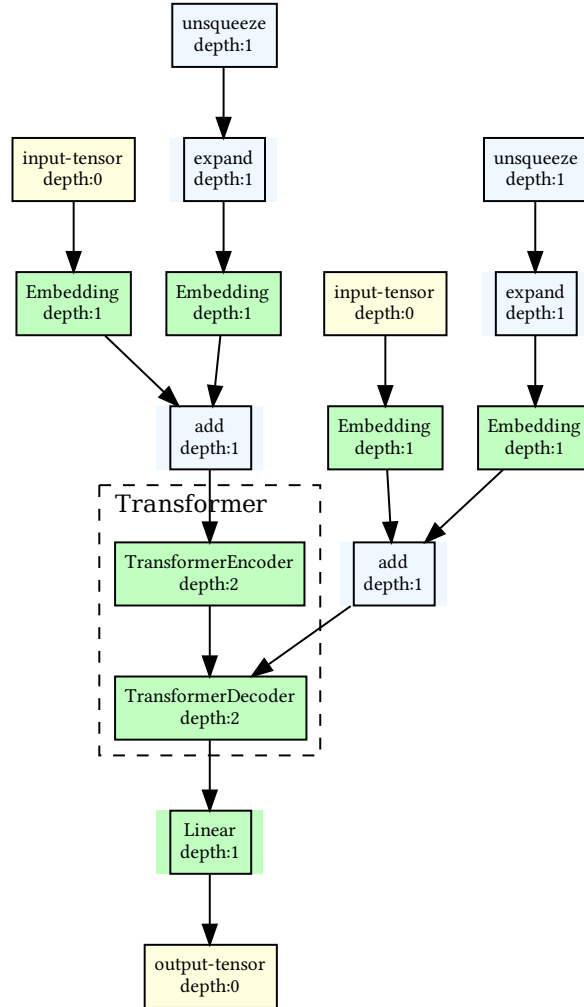 unsqueeze
depth:1
input-tensor
depth:0
expand
depth:1
unsqueeze
depth:1
Embedding
depth:1
Embedding
depth:1
input-tensor
depth:0
expand
depth:1
add
depth:1
Embedding
depth:1
Embedding
depth:1
Transformer
TransformerEncoder
depth:2
add
depth:1
TransformerDecoder
depth:2
Linear
depth:1
output-tensor
depth:0